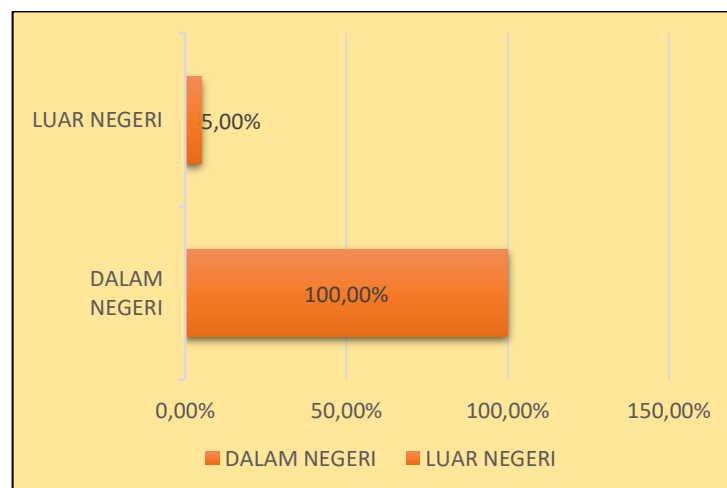 LUAR NEGERI
5,00%
DALAM
NEGERI
100,00%
0,00% 50,00% 100,00% 150,00%
DALAM NEGERI LUAR NEGERI